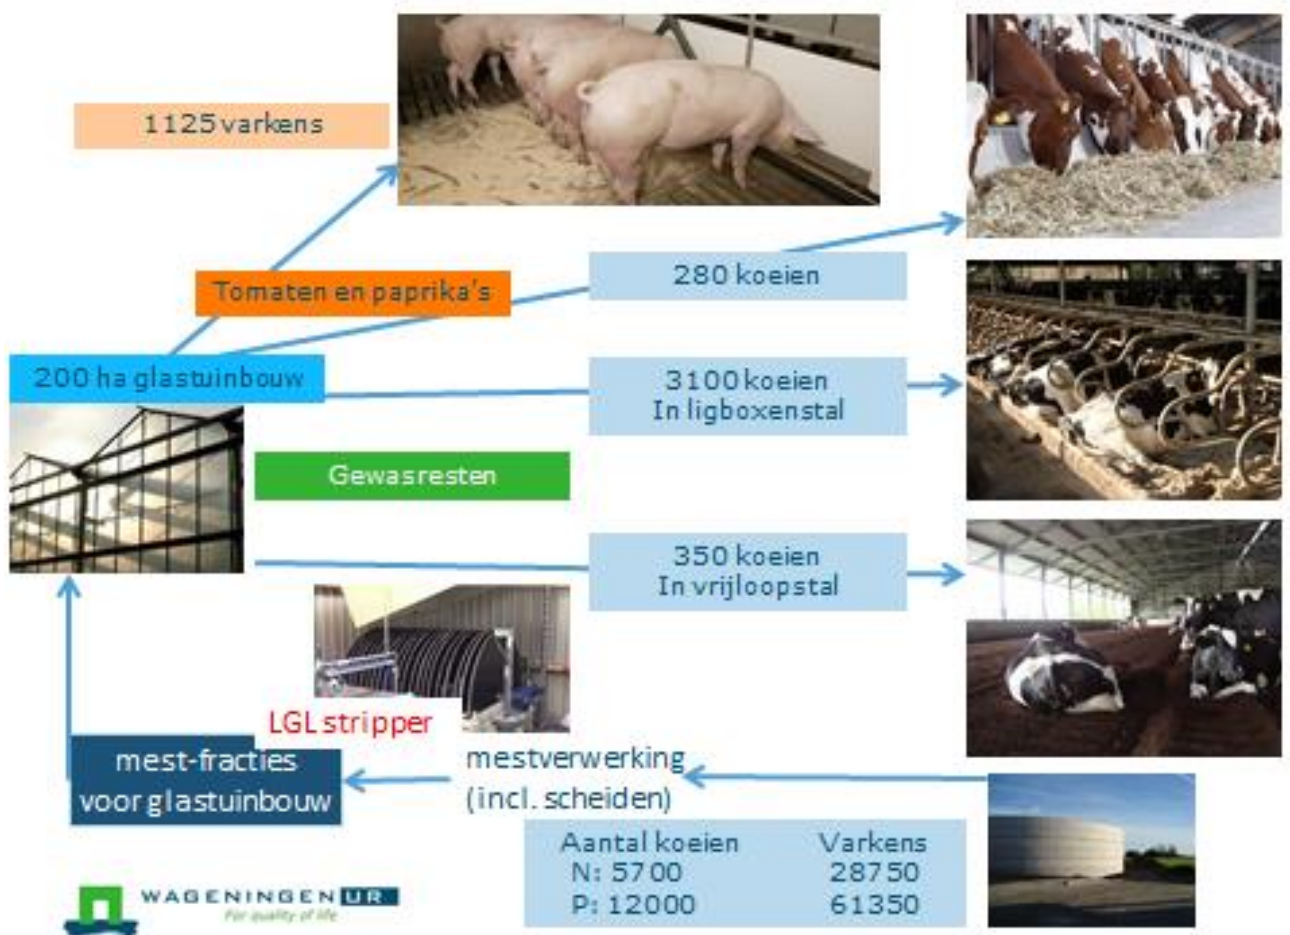 1125 varkens
Tomaten en paprika's
280 koeien
200 ha glastuinbouw
3100 koeien
In ligboxenstal
Gewasresten
350 koeien
In vrijloopstal
LGL stripper
mest-fracties
voor glastuinbouw
mestverwerking
(incl. scheiden)
Aantal koeien Varkens
N: 5700 28750
P: 12000 61350
WAGENINGEN UR
For quality of life